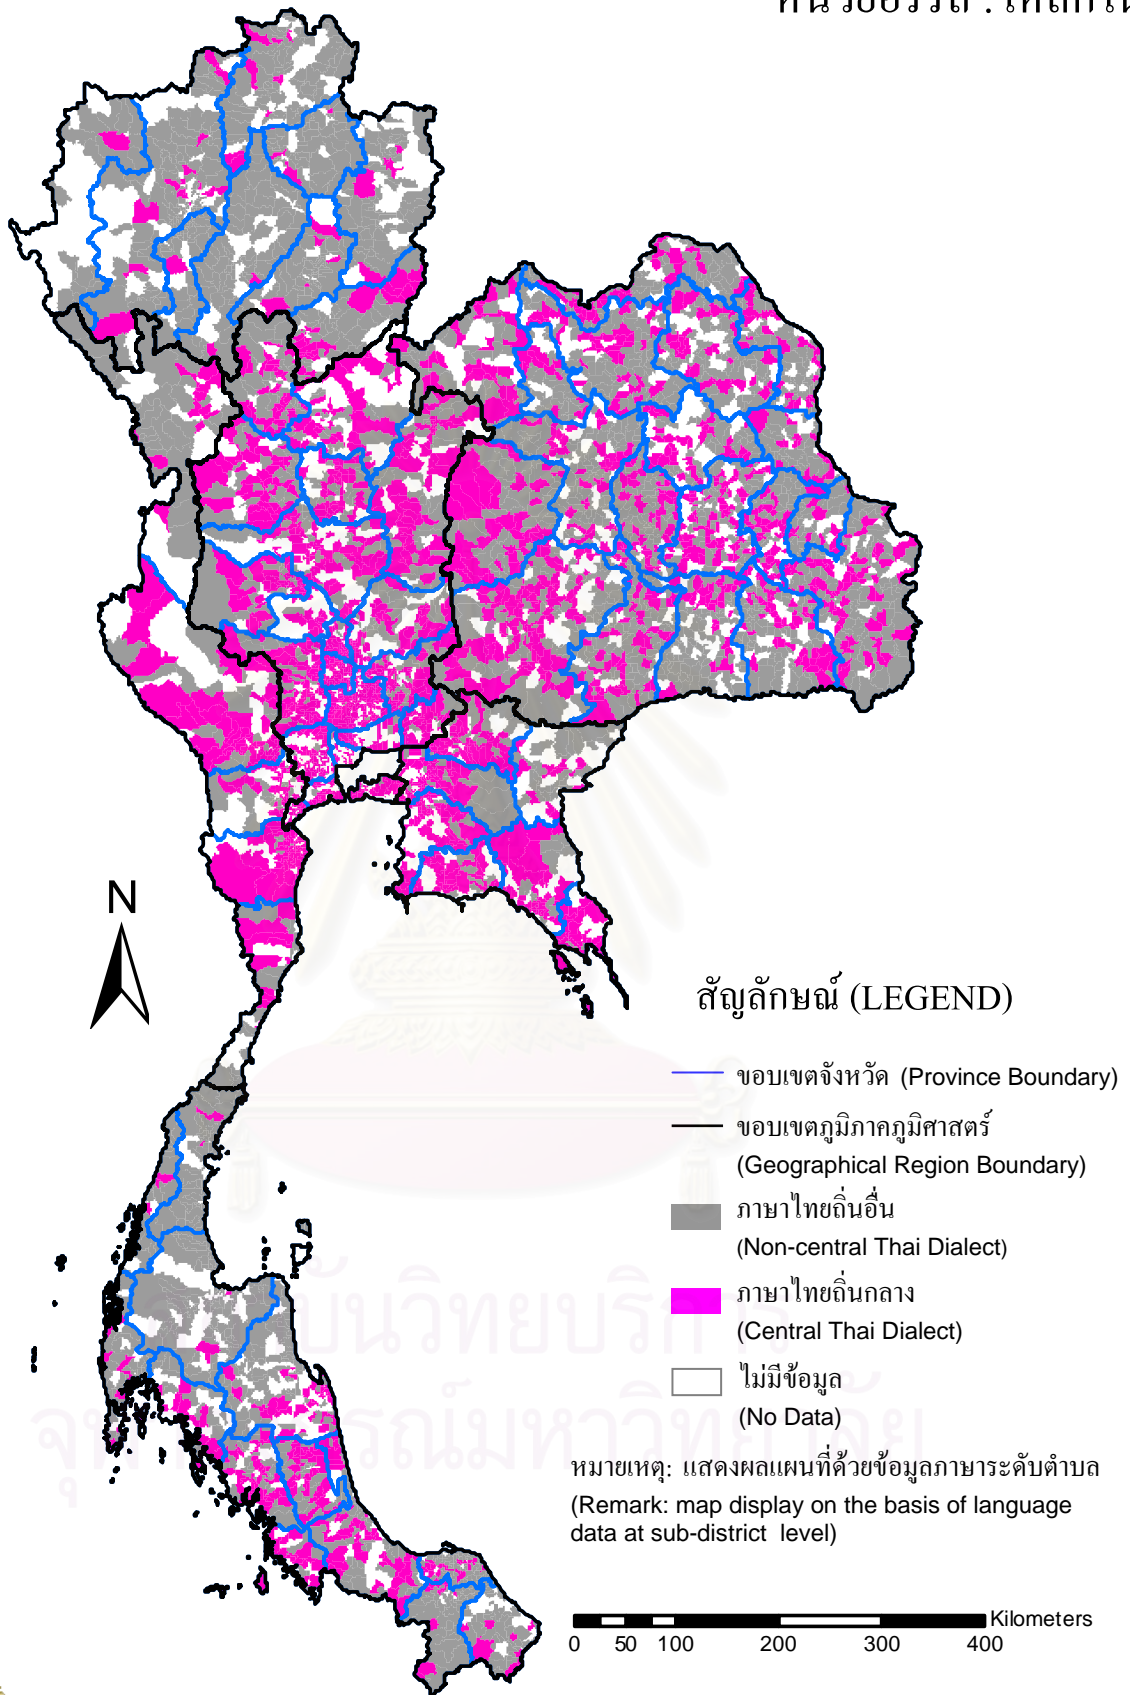 N
สัญลักษณ์ (LEGEND)
ขอบเขตจังหวัด (Province Boundary)
ขอบเขตภูมิภาคภูมิศาสตร์
(Geographical Region Boundary)
ภาษาไทยถิ่นอื่น
(Non-central Thai Dialect)
ภาษาไทยถิ่นกลาง
(Central Thai Dialect)
ไม่มีข้อมูล
(No Data)
หมายเหตุ: แสดงผลแผนที่ด้วยข้อมูลภาษาระดับตำบล
(Remark: map display on the basis of language
data at sub-district level)
Kilometers
0 50 100 200 300 400